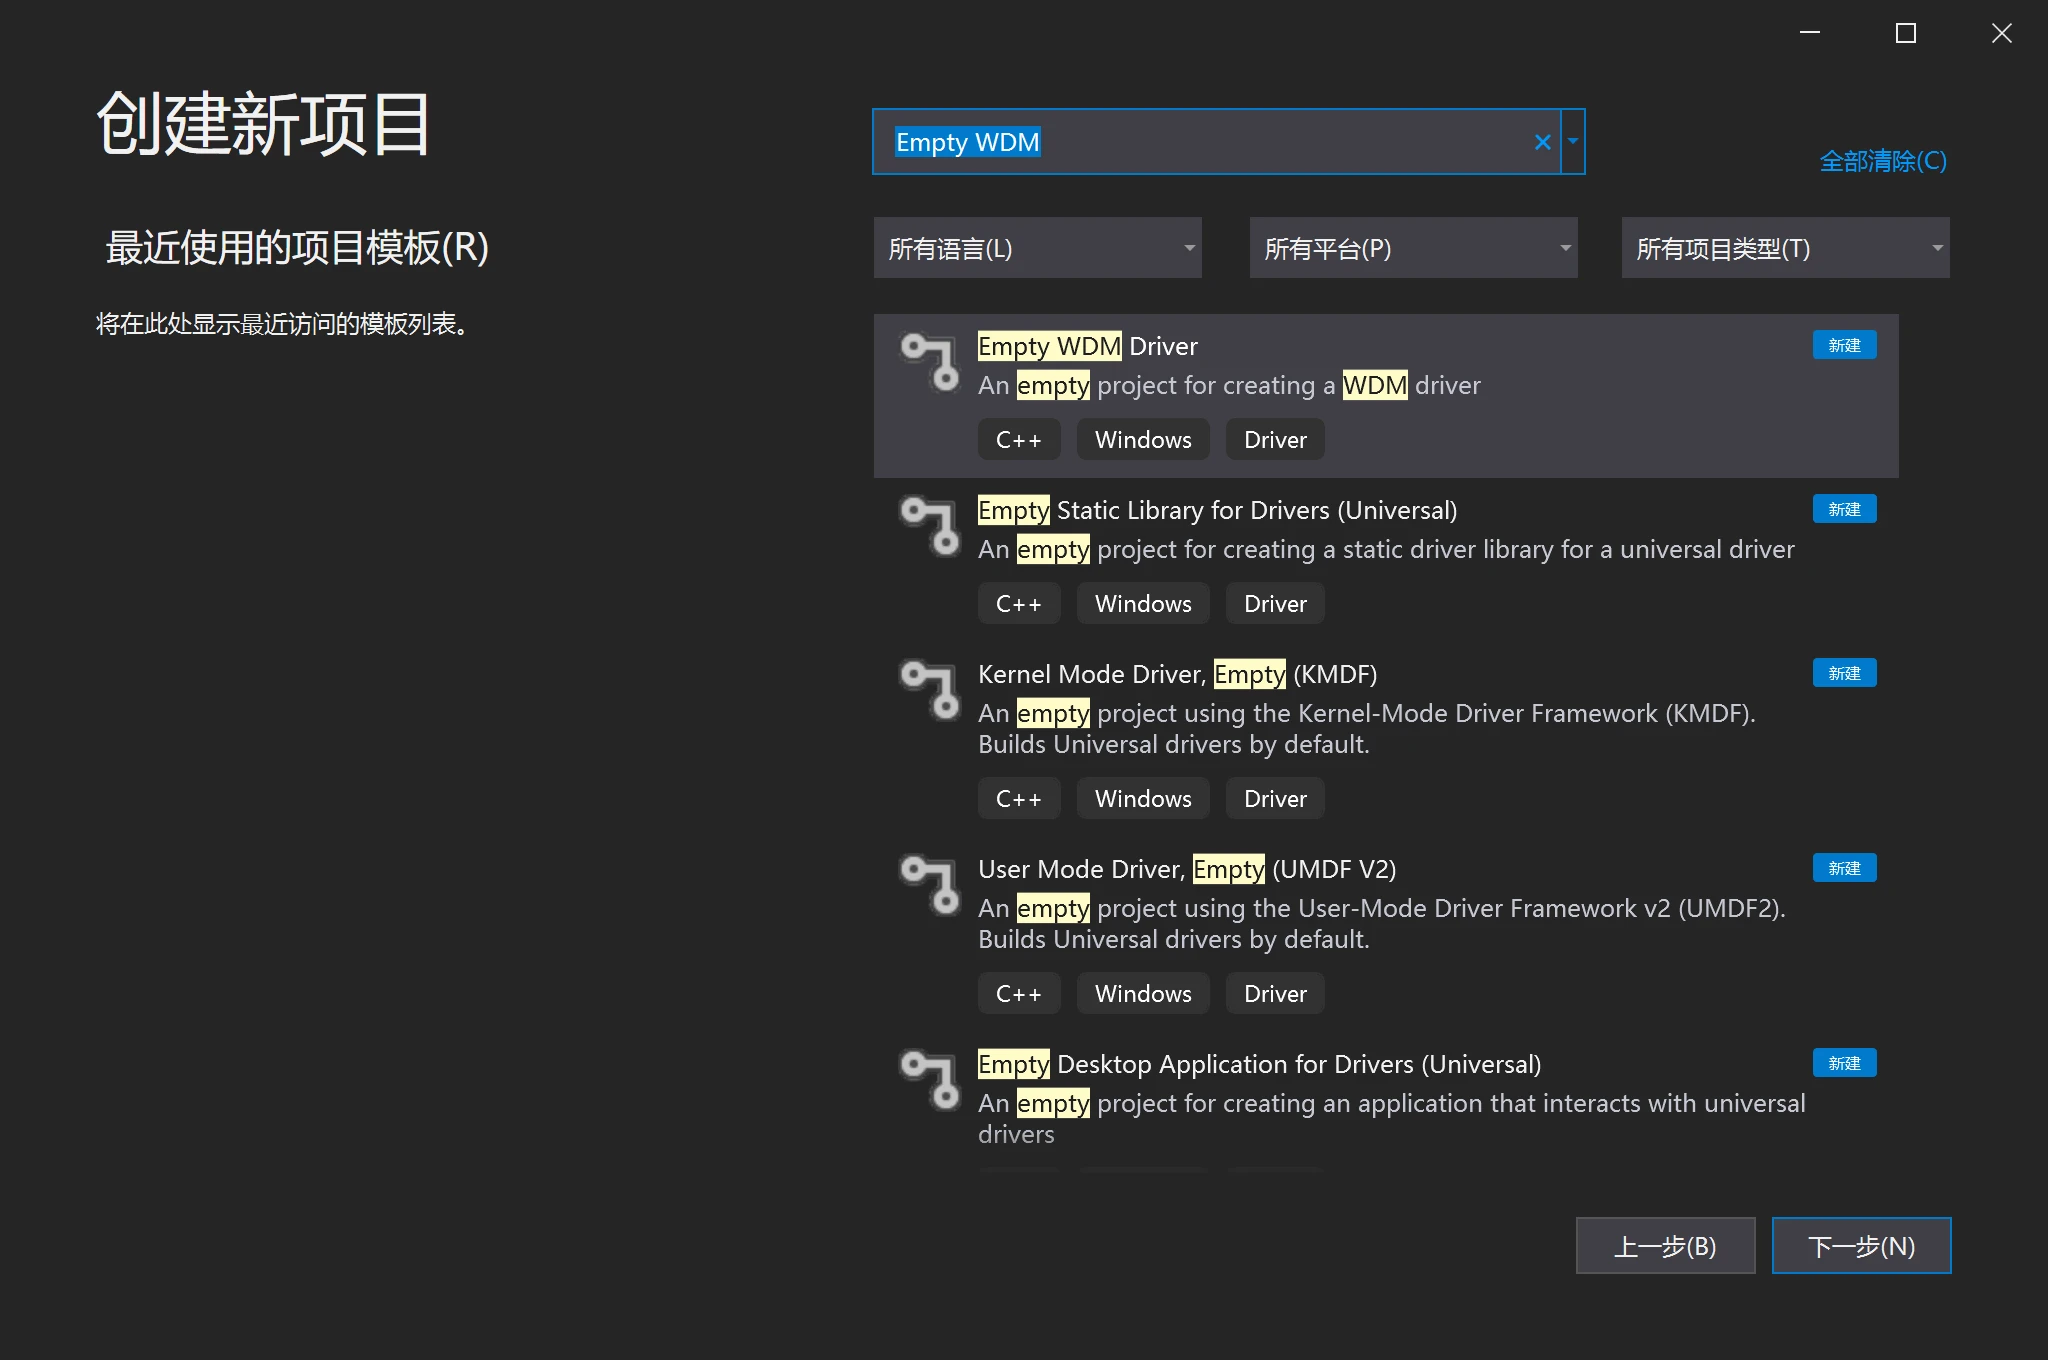 创建新项目
最近使用的项目模板(R)
将在此处显示最近访问的模板列表。
Empty WDM
全部清除(C)
所有语言(L)
所有平台(P)
所有项目类型(T)
Empty WDM Driver
新建
An empty project for creating a WDM driver
C++ Windows Driver
Empty Static Library for Drivers (Universal)
新建
An empty project for creating a static driver library for a universal driver
C++ Windows Driver
Kernel Mode Driver, Empty (KMDF)
新建
An empty project using the Kernel-Mode Driver Framework (KMDF).
Builds Universal drivers by default.
C++ Windows Driver
User Mode Driver, Empty (UMDF V2)
新建
An empty project using the User-Mode Driver Framework v2 (UMDF2).
Builds Universal drivers by default.
C++ Windows Driver
Empty Desktop Application for Drivers (Universal)
新建
An empty project for creating an application that interacts with universal
drivers
上一步(B)
下一步(N)